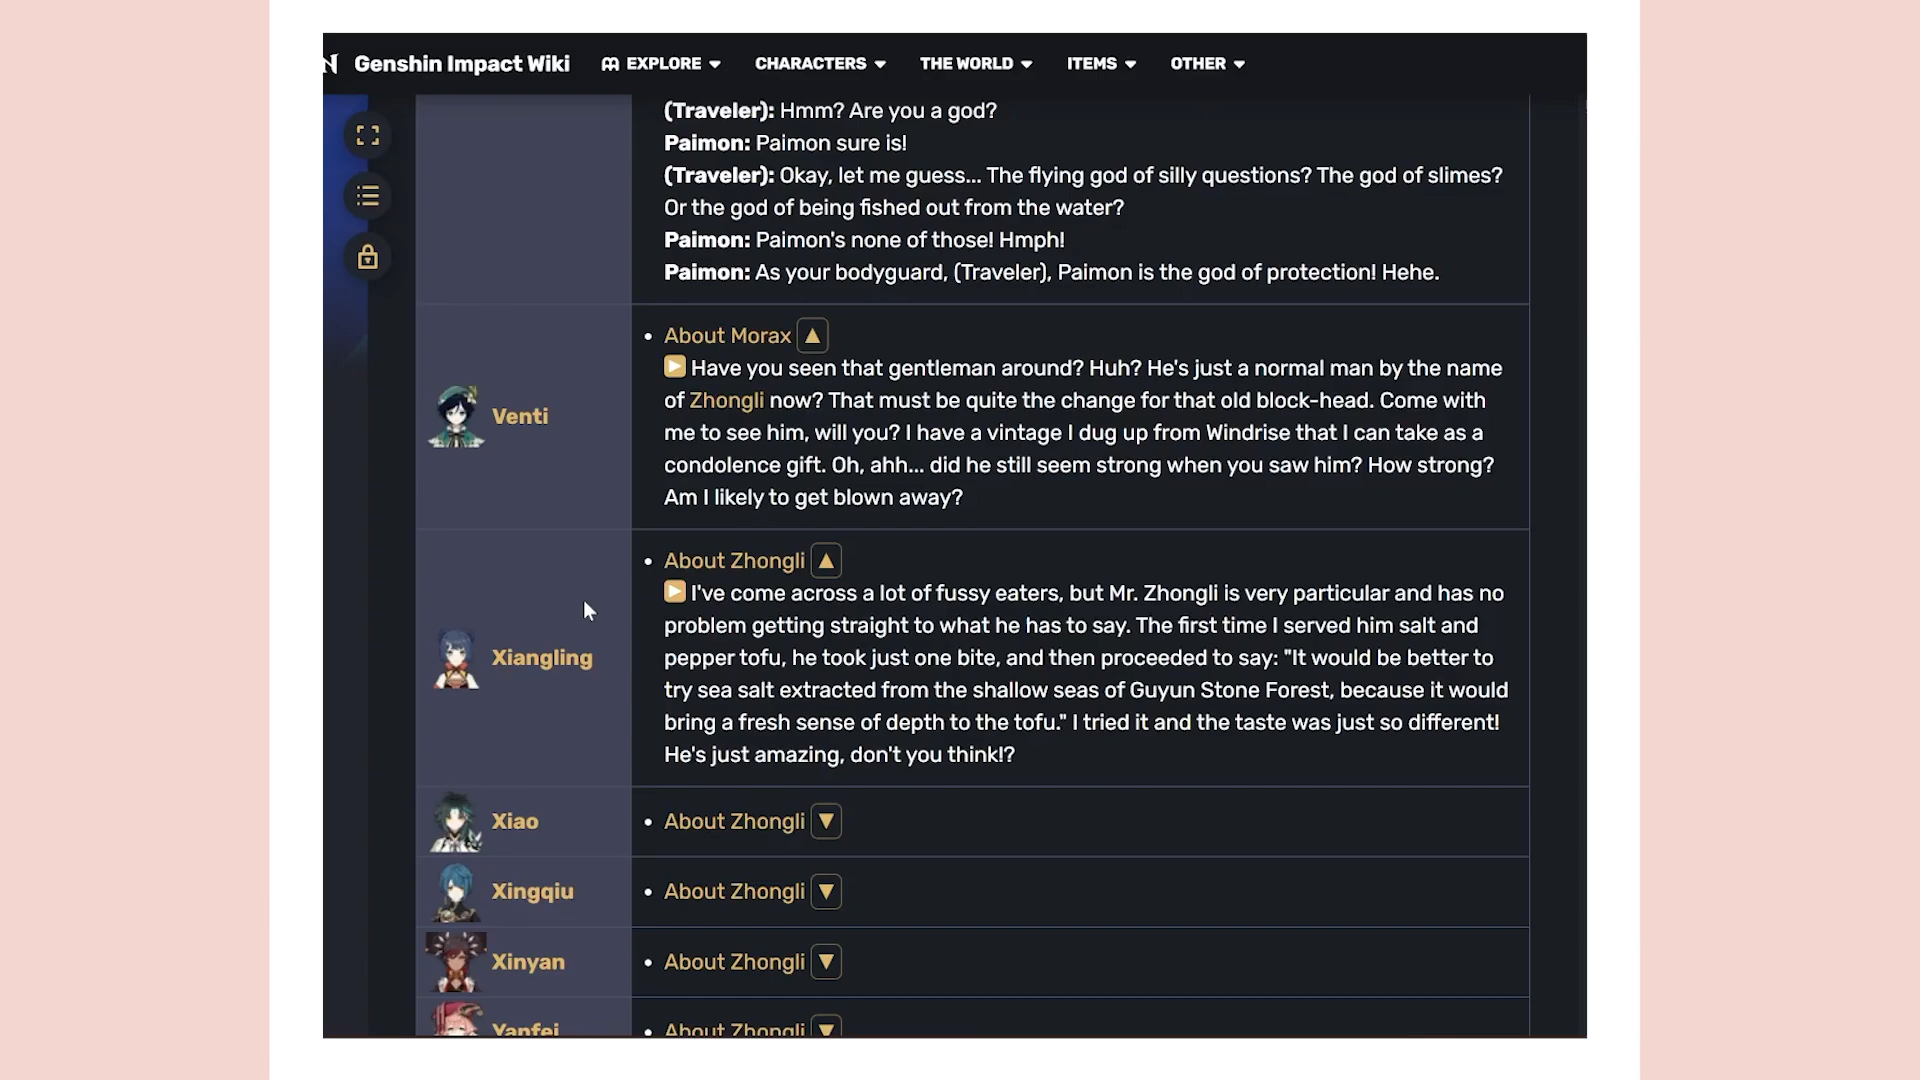 Genshin Impact Wiki EXPLORE CHARACTERS THE WORLD ITEMS OTHER
(Traveler): Hmm? Are you a god?
Paimon: Paimon sure is!
(Traveler): Okay, let me guess... The flying god of silly questions? The god of slimes?
Or the god of being fished out from the water?
Paimon: Paimon's none of those! Hmph!
Paimon: As your bodyguard, (Traveler), Paimon is the god of protection! Hehe.
Venti
• About Morax ▲
Have you seen that gentleman around? Huh? He's just a normal man by the name
of Zhongli now? That must be quite the change for that old block-head. Come with
me to see him, will you? I have a vintage I dug up from Windrise that I can take as a
condolence gift. Oh, ahh... did he still seem strong when you saw him? How strong?
Am I likely to get blown away?
Xiangling
• About Zhongli ▲
I've come across a lot of fussy eaters, but Mr. Zhongli is very particular and has no
problem getting straight to what he has to say. The first time I served him salt and
pepper tofu, he took just one bite, and then proceeded to say: "It would be better to
try sea salt extracted from the shallow seas of Guyun Stone Forest, because it would
bring a fresh sense of depth to the tofu." I tried it and the taste was just so different!
He's just amazing, don't you think!?
Xiao
• About Zhongli ▼
Xingqiu
• About Zhongli ▼
Xinyan
• About Zhongli ▼
Yanfei
• About Zhongli ▼